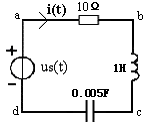 a i(t) 10Ω b
+
us(t) 1H
-
0.005F
d c